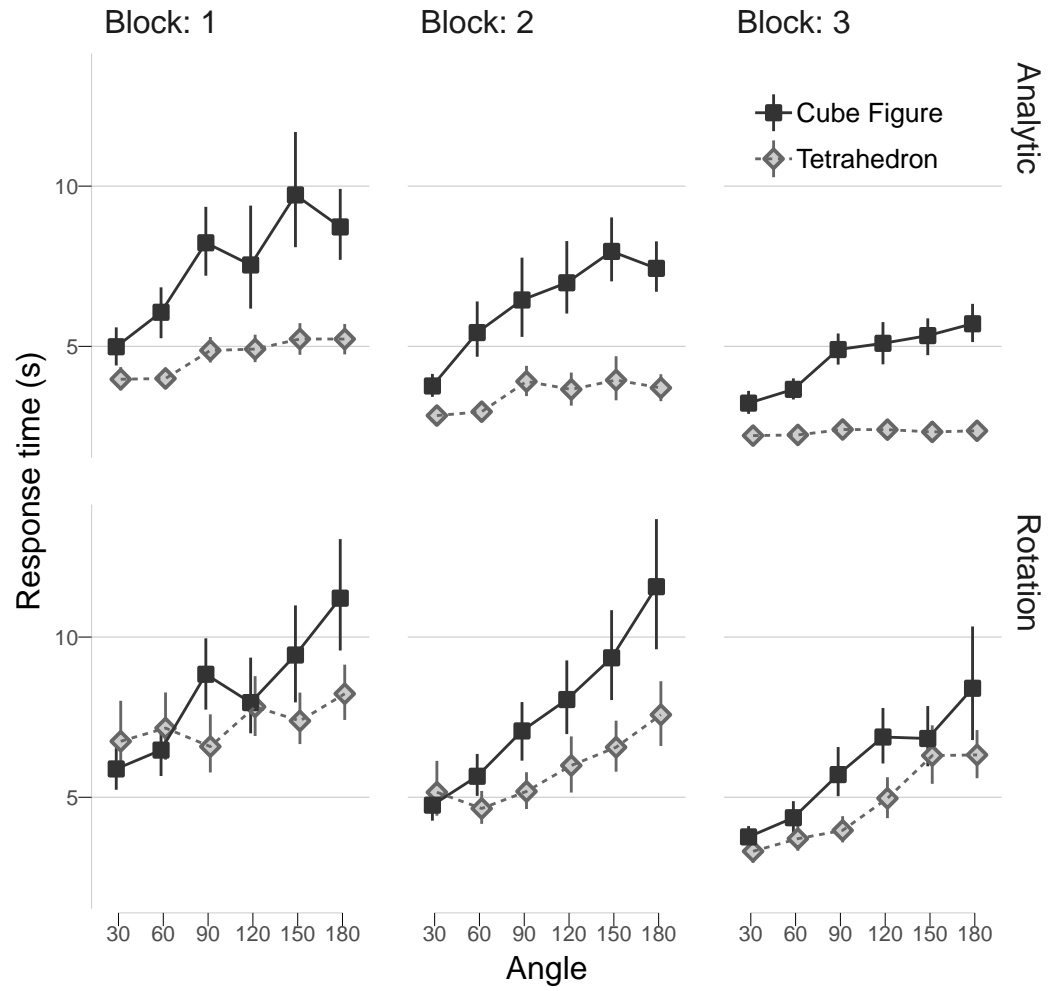 Block: 1
Block: 2
Block: 3
Analytic
Cube Figure
Tetrahedron
10
5
Response time (s)
Rotation
10
5
30 60 90 120 150 180
30 60 90 120 150 180
30 60 90 120 150 180
Angle